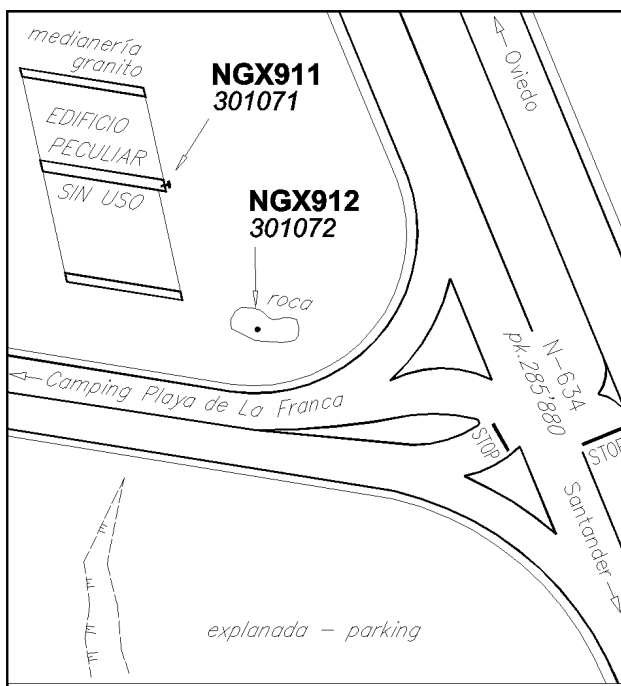 medianería
granito
NGX911
301071
EDIFICIO
PECULIAR
SIN USO
NGX912
301072
roca
Oviedo
N-634
pk.285'880
Camping Playa de La Franca
STOP
STOP
Santander
explanada - parking